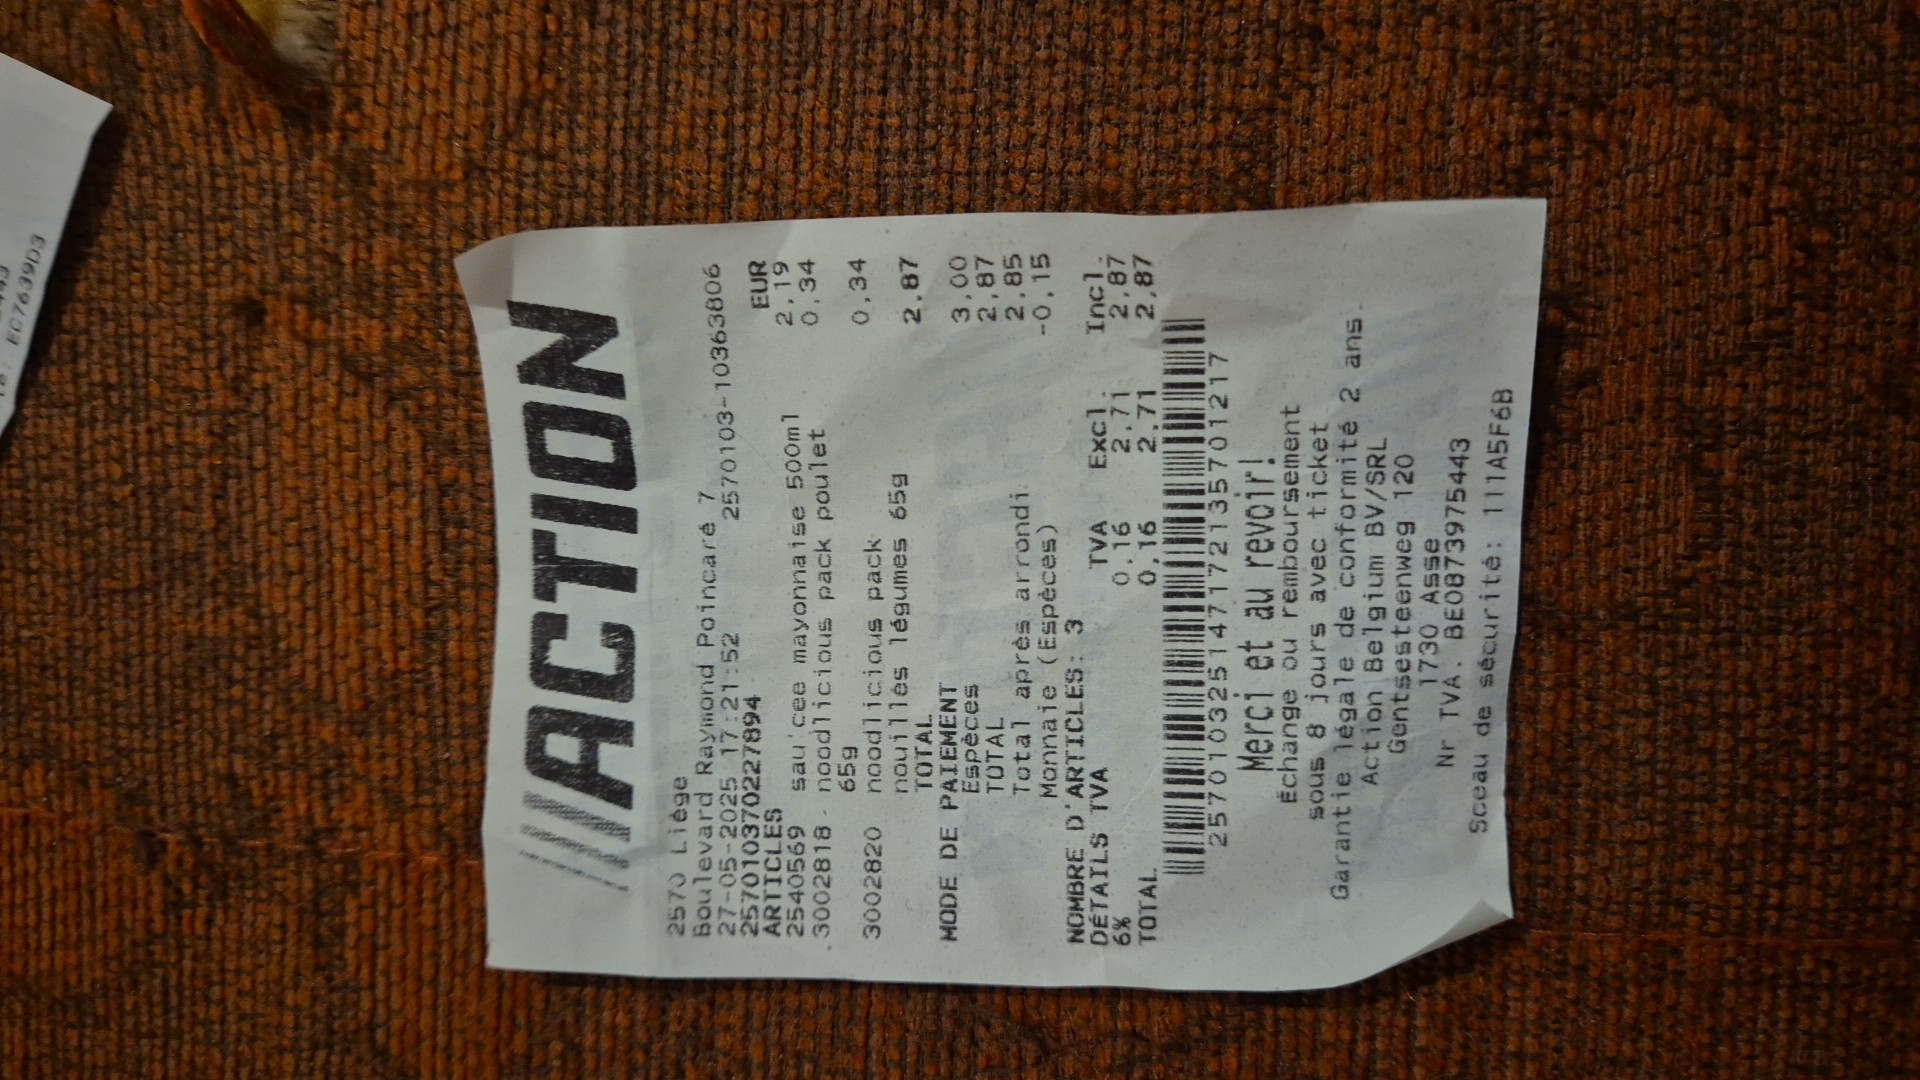 EC7639D3
///ACTION
2570 Liège
Boulevard Raymond Poincaré 7
27-05-2025 17:21:52 2570103-10363806
2570103702227894
ARTICLES EUR
2540569 sau'cee mayonnaise 500ml 2,19
3002818 noodlicious pack poulet 0,34
65g
3002820 noodlicious pack 0,34
nouilles légumes 65g
TOTAL 2,87
MODE DE PAIEMENT
Espèces 3,00
TOTAL 2,87
Total après arrondi 2,85
Monnaie (Espèces) -0,15
NOMBRE D'ARTICLES: 3
DÉTAILS TVA TVA Excl. Incl.
6% 0,16 2,71 2,87
TOTAL 0,16 2,71 2,87
257010325147172135701217
Merci et au revoir!
Échange ou remboursement
sous 8 jours avec ticket
Garantie légale de conformité 2 ans.
Action Belgium BV/SRL
Gentsesteenweg 120
1730 Asse
Nr TVA. BE0873975443
Sceau de sécurité: 111A5F6B